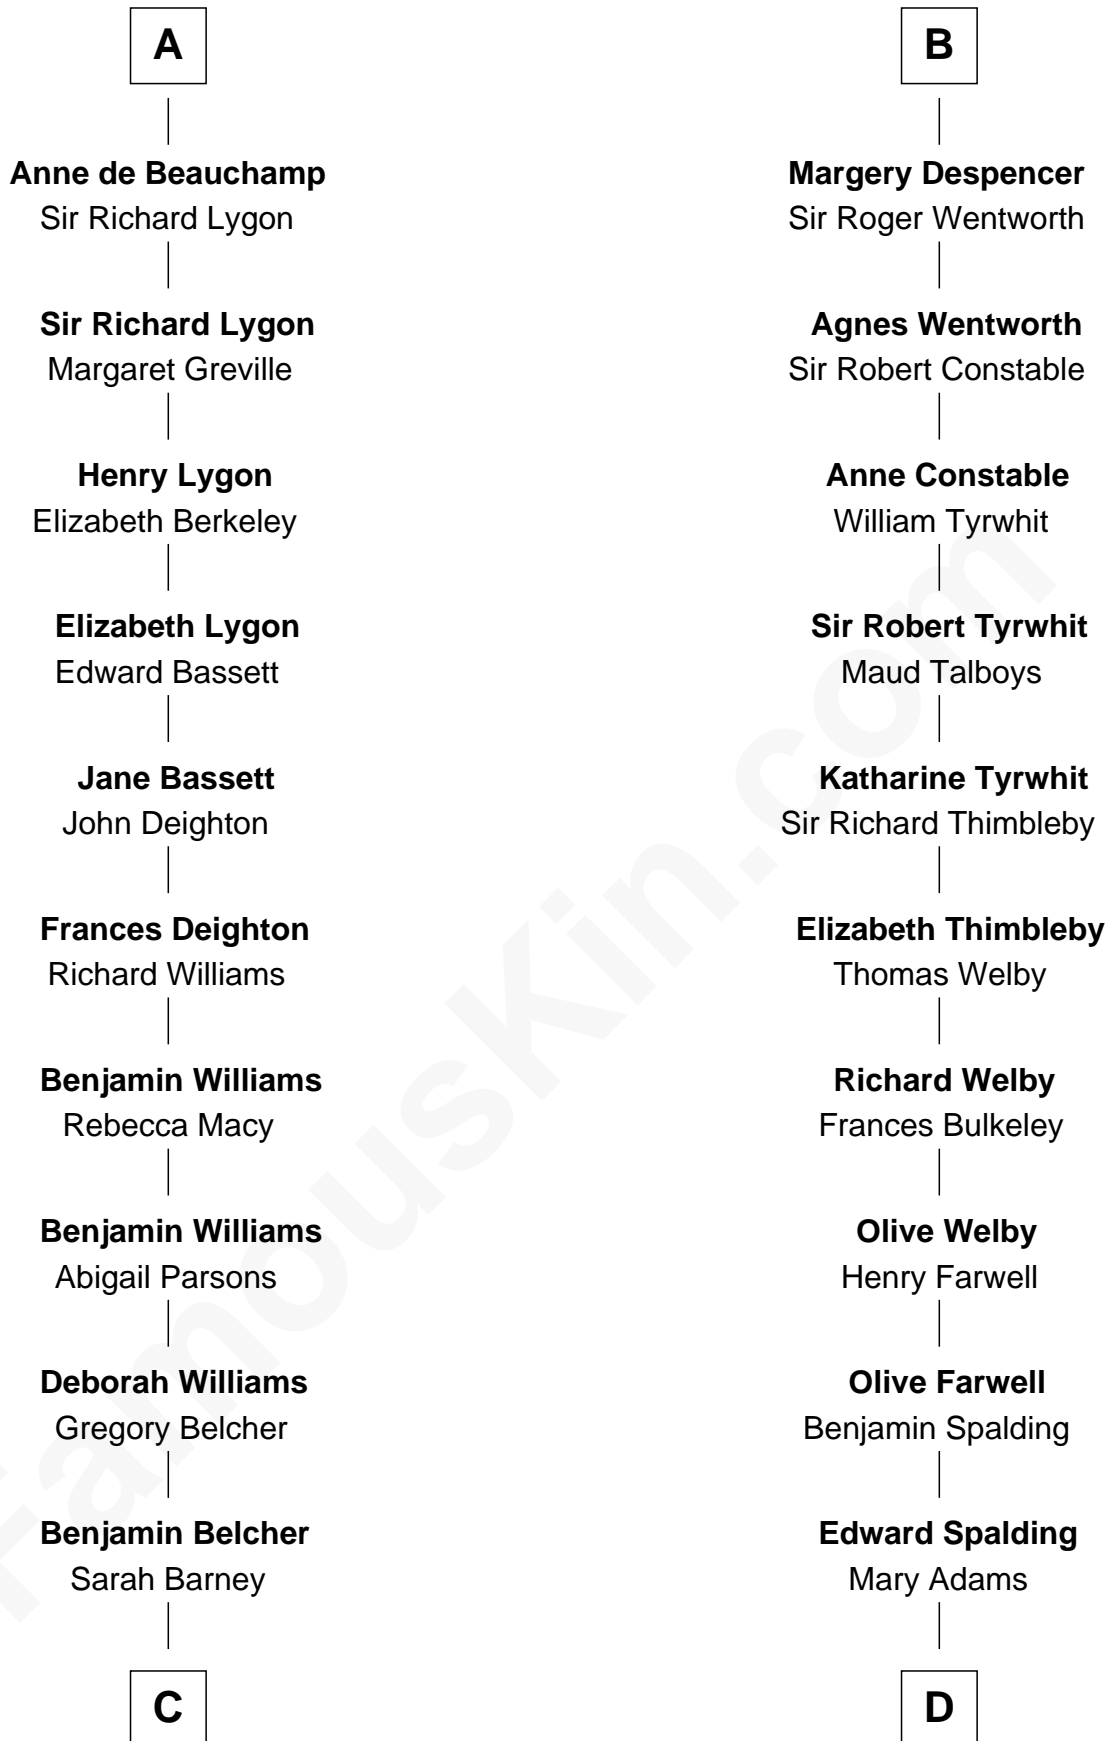 A
Anne de Beauchamp
Sir Richard Lygon
Sir Richard Lygon
Margaret Greville
Henry Lygon
Elizabeth Berkeley
Elizabeth Lygon
Edward Bassett
Jane Bassett
John Deighton
Frances Deighton
Richard Williams
Benjamin Williams
Rebecca Macy
Benjamin Williams
Abigail Parsons
Deborah Williams
Gregory Belcher
Benjamin Belcher
Sarah Barney
C
B
Margery Despencer
Sir Roger Wentworth
Agnes Wentworth
Sir Robert Constable
Anne Constable
William Tyrwhit
Sir Robert Tyrwhit
Maud Talboys
Katharine Tyrwhit
Sir Richard Thimbleby
Elizabeth Thimbleby
Thomas Welby
Richard Welby
Frances Bulkeley
Olive Welby
Henry Farwell
Olive Farwell
Benjamin Spalding
Edward Spalding
Mary Adams
D
FamousKin.com